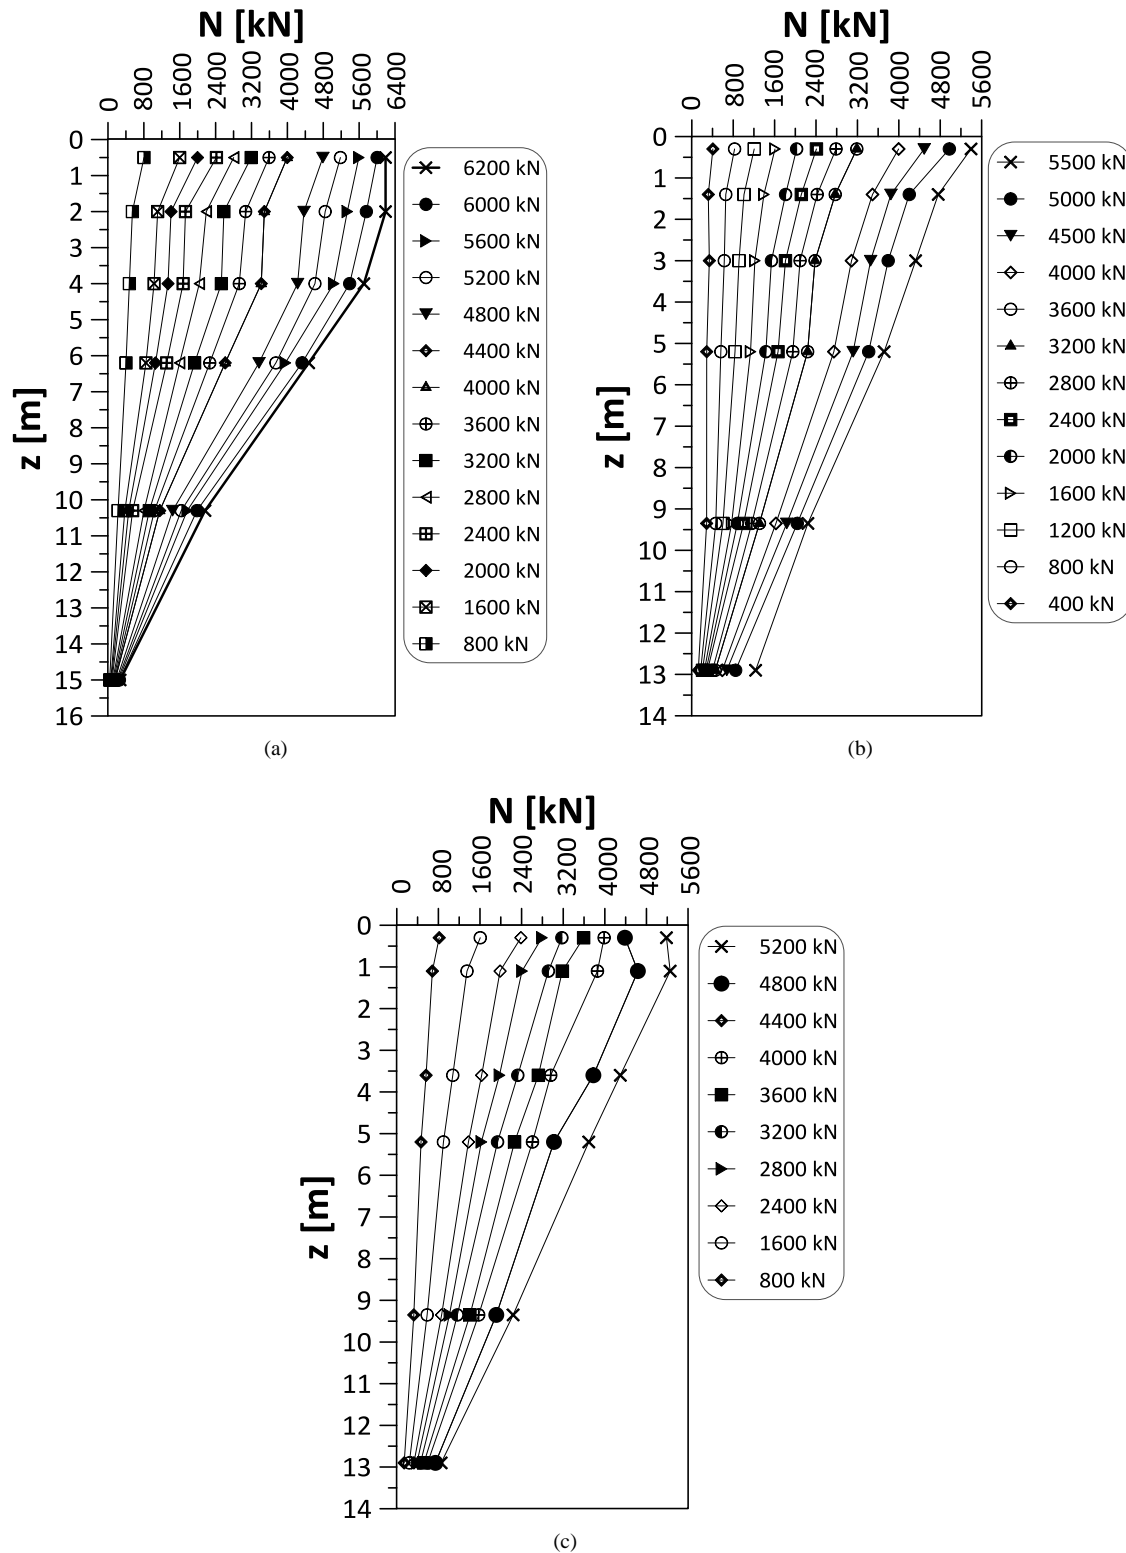 N [kN]
0 800 1600 2400 3200 4000 4800 5600 6400
0
1
2
3
4
5
6
7
8
9
10
11
12
13
14
15
16
z [m]
6200 kN
6000 kN
5600 kN
5200 kN
4800 kN
4400 kN
4000 kN
3600 kN
3200 kN
2800 kN
2400 kN
2000 kN
1600 kN
800 kN
(a)
N [kN]
0 800 1600 2400 3200 4000 4800 5600
0
1
2
3
4
5
6
7
8
9
10
11
12
13
14
z [m]
5500 kN
5000 kN
4500 kN
4000 kN
3600 kN
3200 kN
2800 kN
2400 kN
2000 kN
1600 kN
1200 kN
800 kN
400 kN
(b)
N [kN]
0 800 1600 2400 3200 4000 4800 5600
0
1
2
3
4
5
6
7
8
9
10
11
12
13
14
z [m]
5200 kN
4800 kN
4400 kN
4000 kN
3600 kN
3200 kN
2800 kN
2400 kN
1600 kN
800 kN
(c)